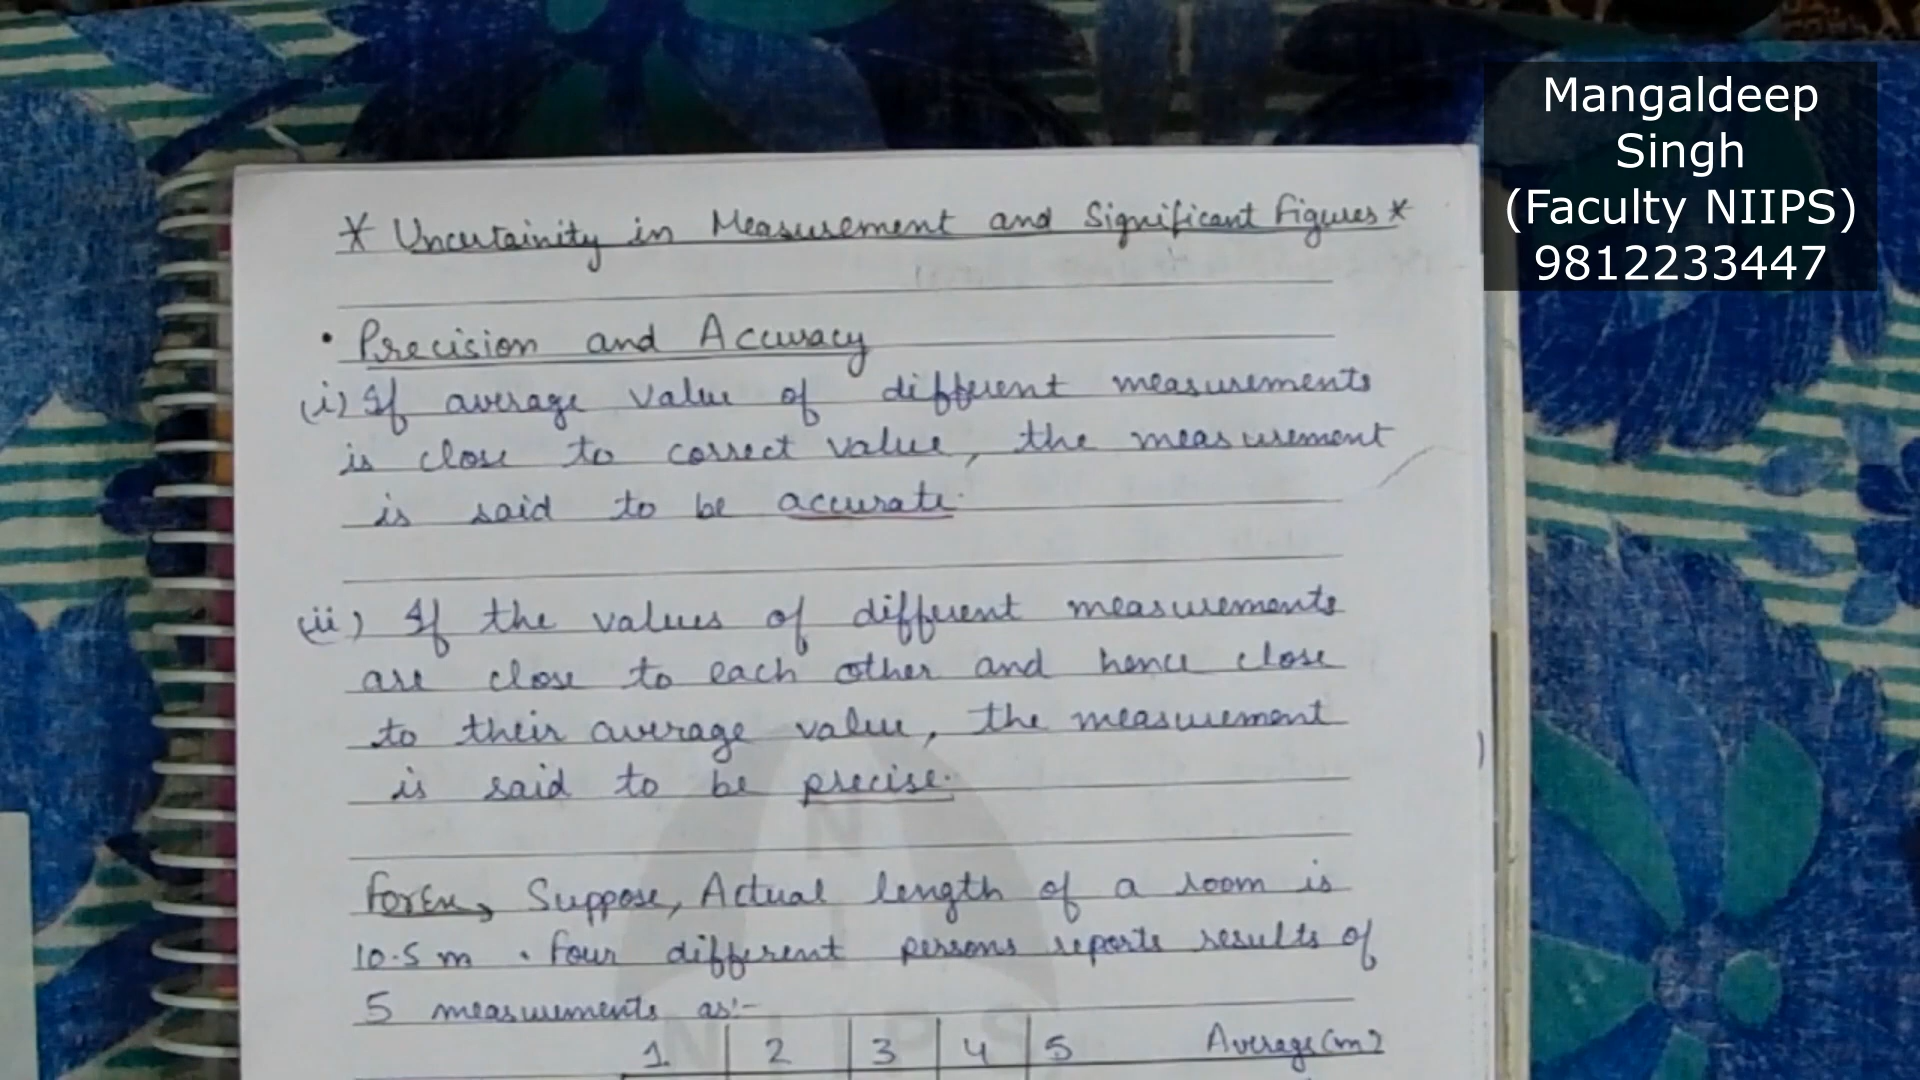 Mangaldeep
Singh
(Faculty NIIPS)
9812233447
* Uncertainity in Measurement and Significant Figures *
• Precision and Accuracy
(i) If average value of different measurements
is close to correct value, the measurement
is said to be accurate.
(ii) If the values of different measurements
are close to each other and hence close
to their average value, the measurement
is said to be precise.
For Ex, Suppose, Actual length of a room is
10.5 m. Four different persons reports results of
5 measurements as:-
1 2 3 4 5 Average (m)
N
I
NIIPS